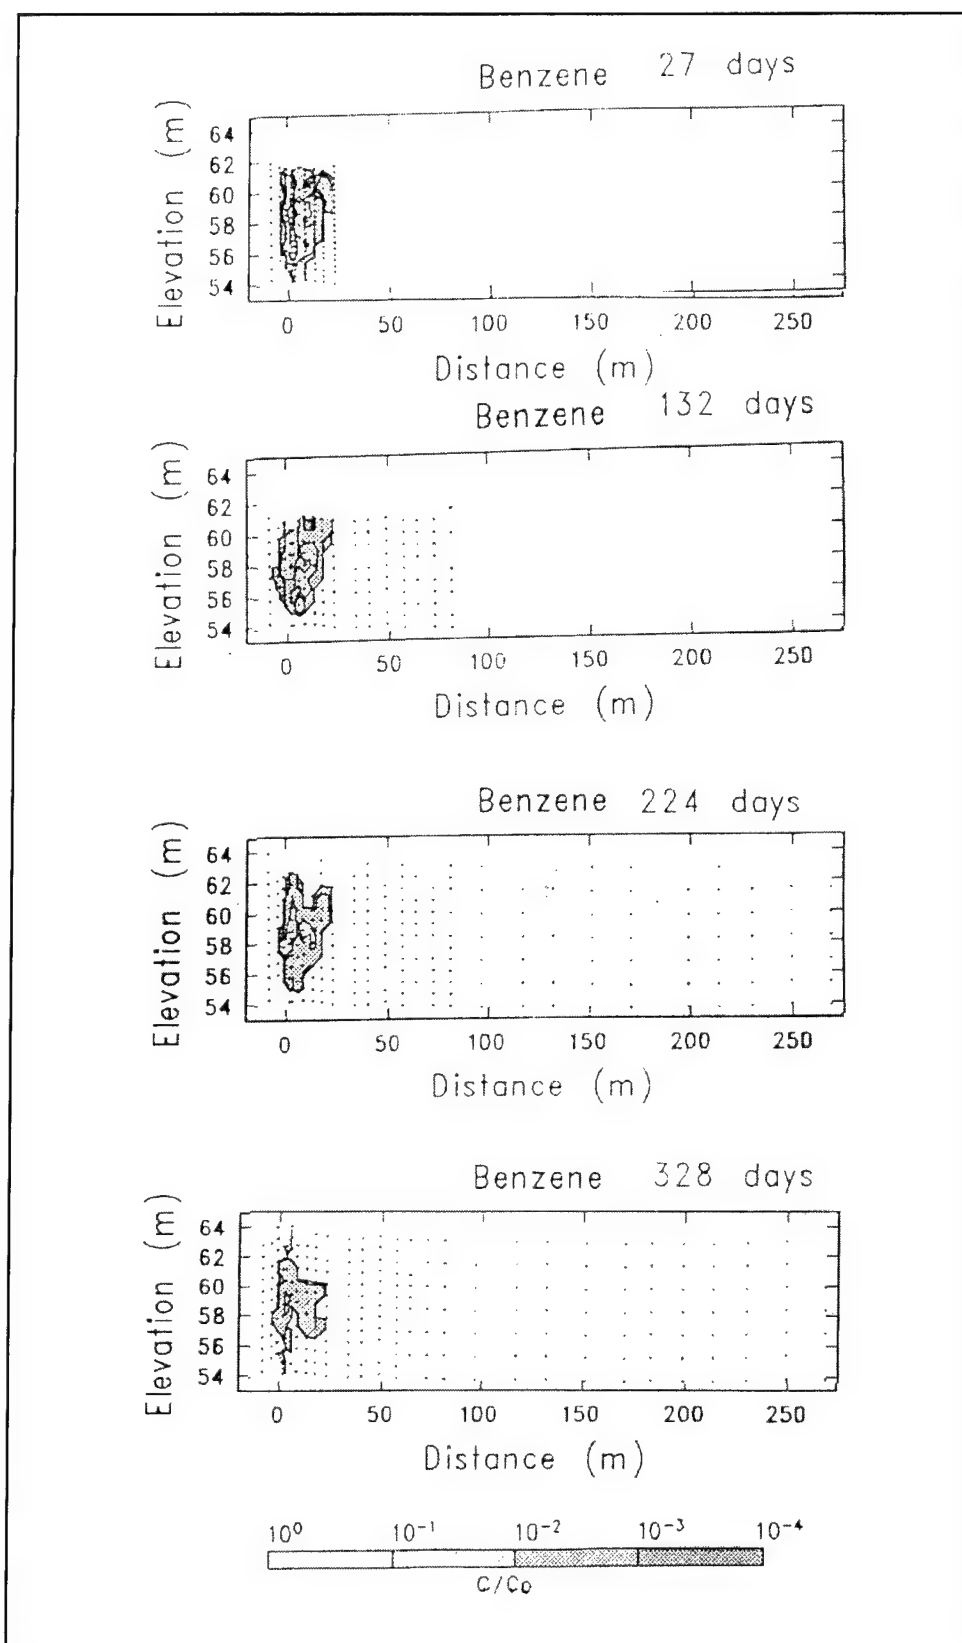 Benzene 27 days
Elevation (m)
64
62
60
58
56
54
0 50 100 150 200 250
Distance (m)
Benzene 132 days
Elevation (m)
64
62
60
58
56
54
0 50 100 150 200 250
Distance (m)
Benzene 224 days
Elevation (m)
64
62
60
58
56
54
0 50 100 150 200 250
Distance (m)
Benzene 328 days
Elevation (m)
64
62
60
58
56
54
0 50 100 150 200 250
Distance (m)
10⁰ 10⁻¹ 10⁻² 10⁻³ 10⁻⁴
C/Co